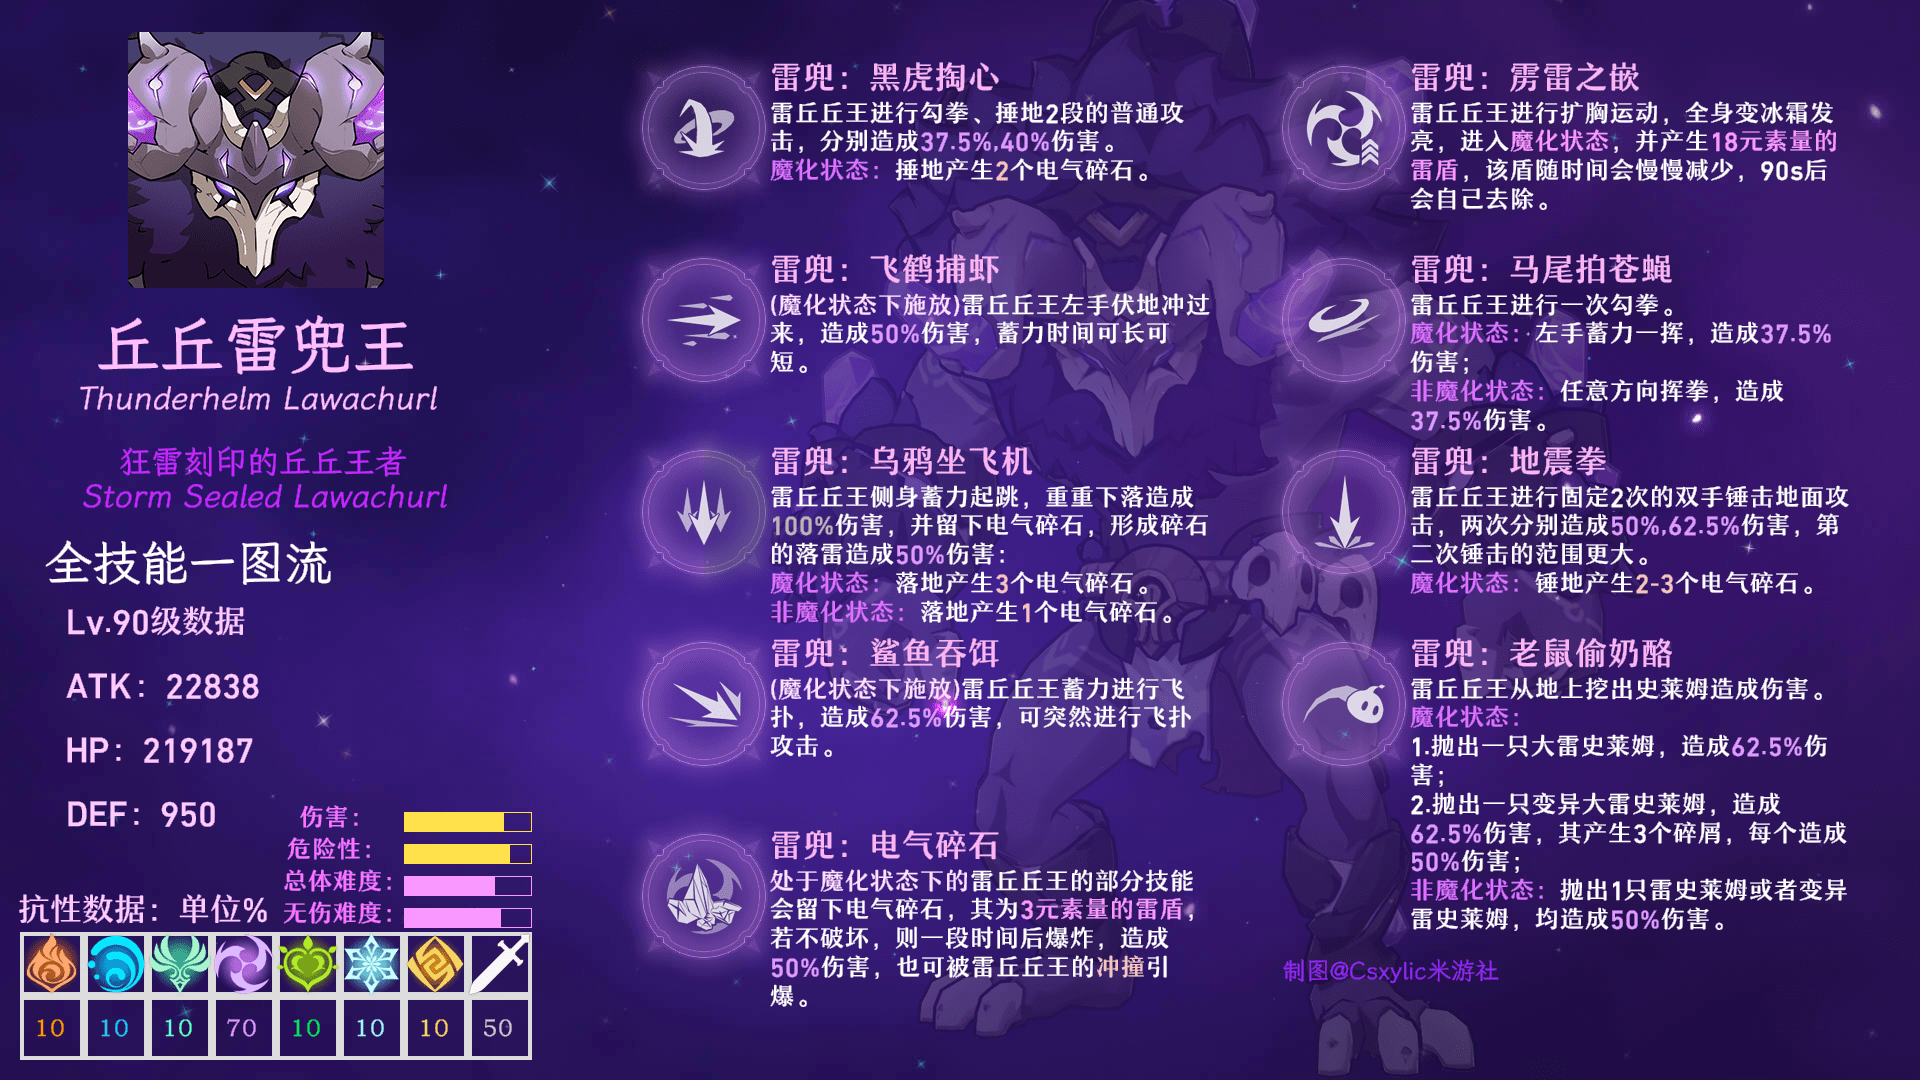 丘丘雷兜王
Thunderhelm Lawachurl
狂雷刻印的丘丘王者
Storm Sealed Lawachurl
全技能一图流
Lv.90级数据
ATK：22838
HP：219187
DEF：950
伤害：
危险性：
总体难度：
无伤难度：
抗性数据：单位%
10 10 10 70 10 10 10 50
雷兜：黑虎掏心
雷丘丘王进行勾拳、捶地2段的普通攻
击，分别造成37.5%,40%伤害。
魔化状态：捶地产生2个电气碎石。
雷兜：飞鹤捕虾
(魔化状态下施放)雷丘丘王左手伏地冲过
来，造成50%伤害，蓄力时间可长可
短。
雷兜：乌鸦坐飞机
雷丘丘王侧身蓄力起跳，重重下落造成
100%伤害，并留下电气碎石，形成碎石
的落雷造成50%伤害：
魔化状态：落地产生3个电气碎石。
非魔化状态：落地产生1个电气碎石。
雷兜：鲨鱼吞饵
(魔化状态下施放)雷丘丘王蓄力进行飞
扑，造成62.5%伤害，可突然进行飞扑
攻击。
雷兜：电气碎石
处于魔化状态下的雷丘丘王的部分技能
会留下电气碎石，其为3元素量的雷盾，
若不破坏，则一段时间后爆炸，造成
50%伤害，也可被雷丘丘王的冲撞引
爆。
雷兜：雳雷之嵌
雷丘丘王进行扩胸运动，全身变冰霜发
亮，进入魔化状态，并产生18元素量的
雷盾，该盾随时间会慢慢减少，90s后
会自己去除。
雷兜：马尾拍苍蝇
雷丘丘王进行一次勾拳。
魔化状态：左手蓄力一挥，造成37.5%
伤害；
非魔化状态：任意方向挥拳，造成
37.5%伤害。
雷兜：地震拳
雷丘丘王进行固定2次的双手锤击地面攻
击，两次分别造成50%,62.5%伤害，第
二次锤击的范围更大。
魔化状态：锤地产生2-3个电气碎石。
雷兜：老鼠偷奶酪
雷丘丘王从地上挖出史莱姆造成伤害。
魔化状态：
1.抛出一只大雷史莱姆，造成62.5%伤
害；
2.抛出一只变异大雷史莱姆，造成
62.5%伤害，其产生3个碎屑，每个造成
50%伤害；
非魔化状态：抛出1只雷史莱姆或者变异
雷史莱姆，均造成50%伤害。
制图@Csxylic米游社